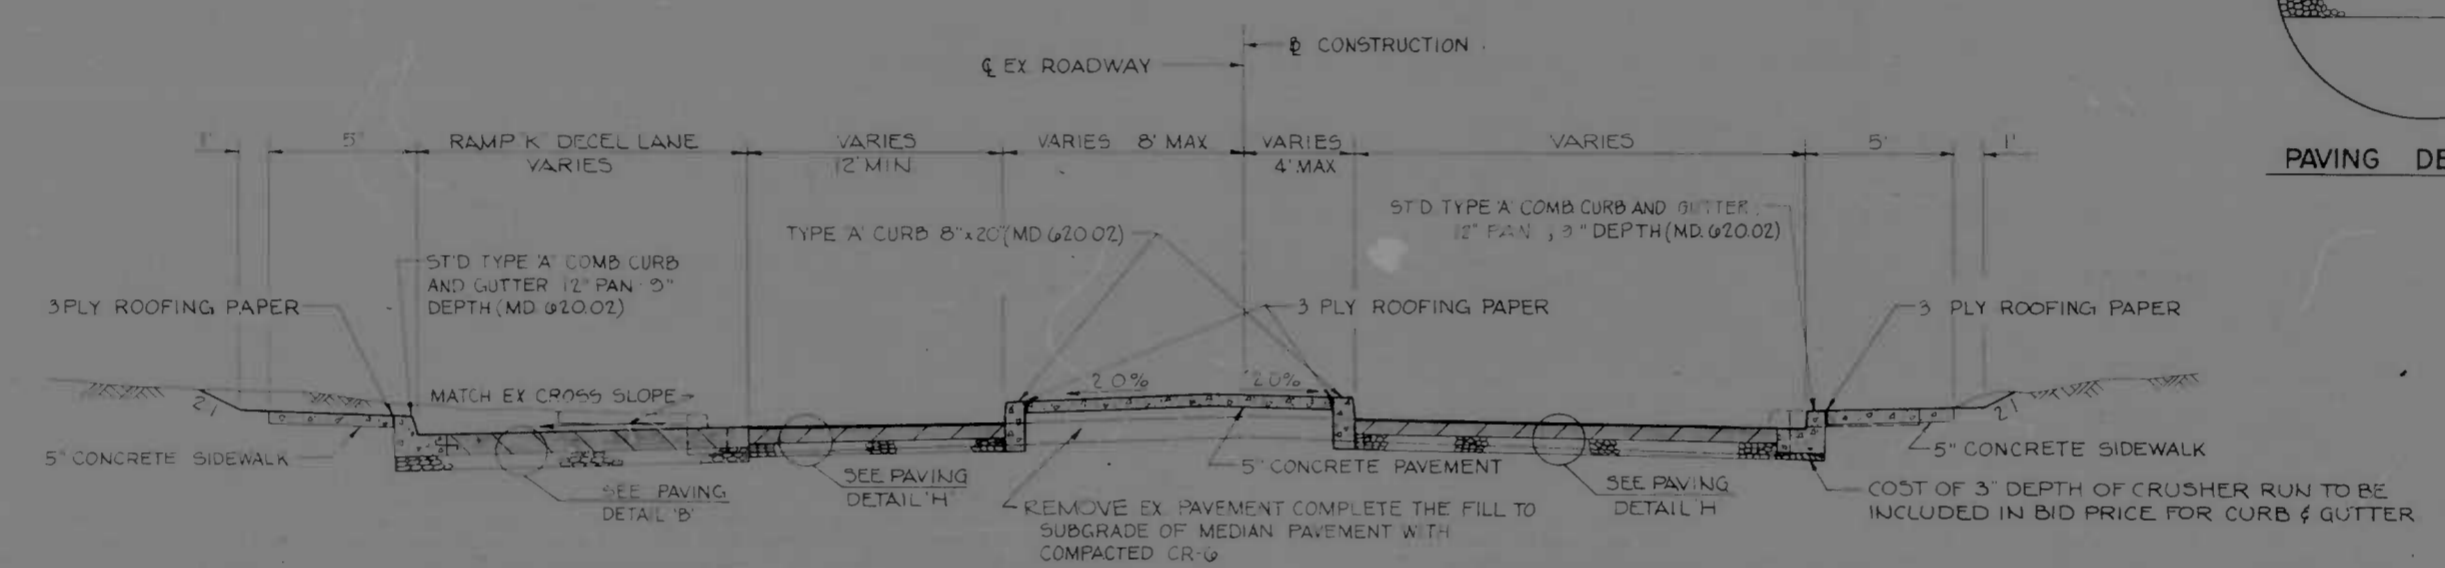 ℄ CONSTRUCTION
℄ EX ROADWAY
1'
5'
RAMP 'K' DECEL LANE
VARIES
VARIES
12' MIN
VARIES 8' MAX
VARIES
4' MAX
VARIES
5'
1'
PAVING DE
ST'D TYPE 'A' COMB. CURB AND GUTTER
12" PAN , 9" DEPTH (MD. 620.02)
TYPE 'A' CURB 8"x20" (MD 620 02)
ST'D TYPE 'A' COMB CURB
AND GUTTER 12" PAN 9"
DEPTH (MD 620.02)
3 PLY ROOFING PAPER
3 PLY ROOFING PAPER
3 PLY ROOFING PAPER
MATCH EX CROSS SLOPE
2.0%
2.0%
2:1
2:1
5" CONCRETE SIDEWALK
SEE PAVING
DETAIL 'B'
SEE PAVING
DETAIL 'H'
5" CONCRETE PAVEMENT
REMOVE EX. PAVEMENT COMPLETE THE FILL TO
SUBGRADE OF MEDIAN PAVEMENT WITH
COMPACTED CR-6
SEE PAVING
DETAIL 'H'
5" CONCRETE SIDEWALK
COST OF 3" DEPTH OF CRUSHER RUN TO BE
INCLUDED IN BID PRICE FOR CURB & GUTTER